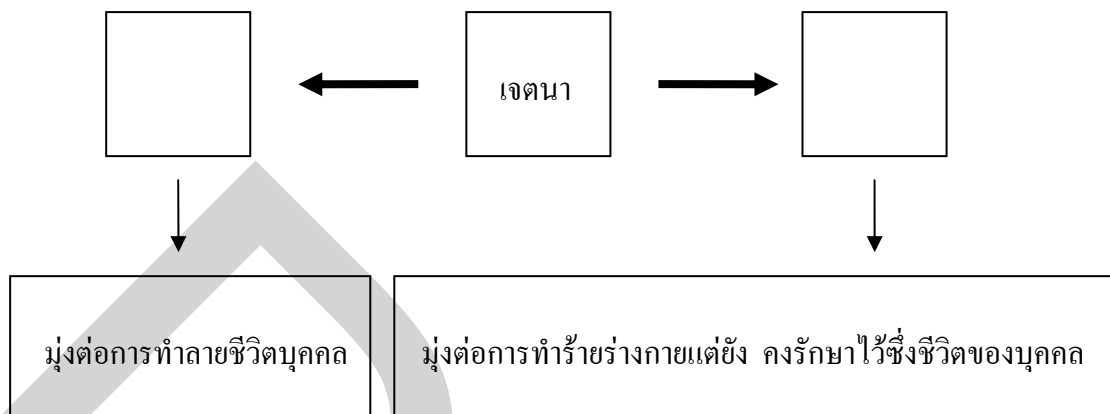 เจตนา
มุ่งต่อการทำลายชีวิตบุคคล
มุ่งต่อการทำร้ายร่างกายแต่ยัง คงรักษาไว้ซึ่งชีวิตของบุคคล